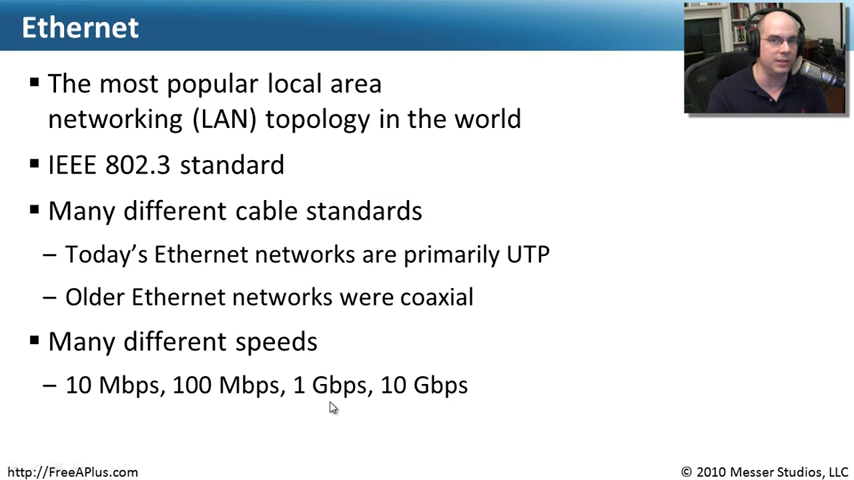 Ethernet
▪ The most popular local area
networking (LAN) topology in the world
▪ IEEE 802.3 standard
▪ Many different cable standards
– Today’s Ethernet networks are primarily UTP
– Older Ethernet networks were coaxial
▪ Many different speeds
– 10 Mbps, 100 Mbps, 1 Gbps, 10 Gbps
http://FreeAPlus.com
© 2010 Messer Studios, LLC